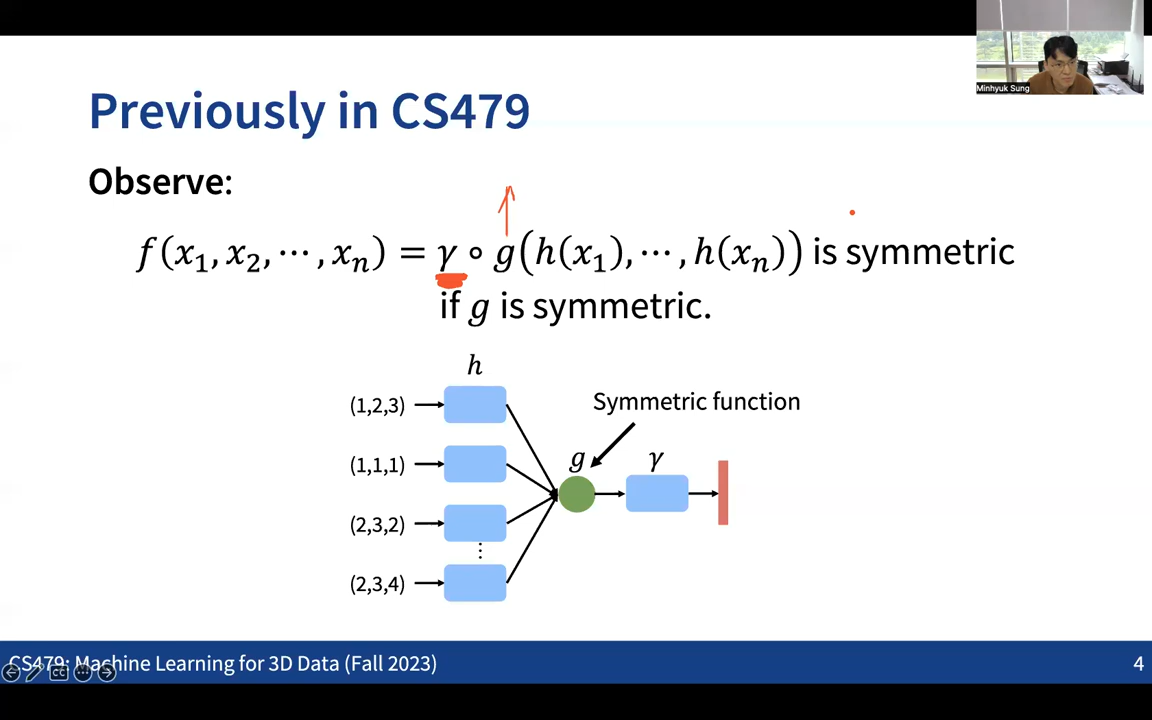 Minhyuk Sung
Previously in CS479
Observe:
f(x₁, x₂, ⋯, xₙ) = γ ∘ g(h(x₁), ⋯, h(xₙ)) is symmetric
if g is symmetric.
h
(1,2,3)
Symmetric function
(1,1,1)
g
γ
(2,3,2)
⋮
(2,3,4)
CS479: Machine Learning for 3D Data (Fall 2023)
4